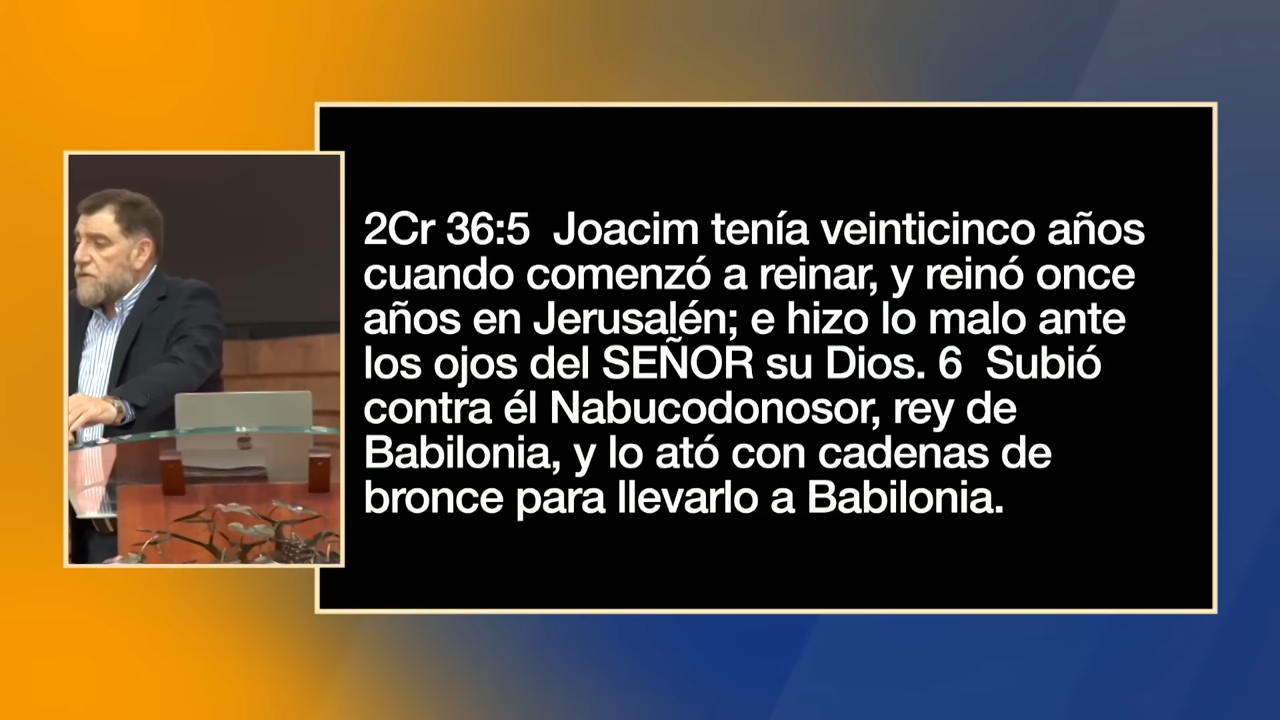 2Cr 36:5  Joacim tenía veinticinco años
cuando comenzó a reinar, y reinó once
años en Jerusalén; e hizo lo malo ante
los ojos del SEÑOR su Dios. 6  Subió
contra él Nabucodonosor, rey de
Babilonia, y lo ató con cadenas de
bronce para llevarlo a Babilonia.